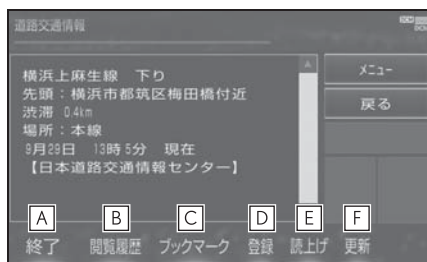 道路交通情報
横浜上麻生線 下り
先頭：横浜市都筑区梅田橋付近
渋滞 0.4km
場所：本線
9月29日 13時5分 現在
【日本道路交通情報センター】
メニュー
戻る
A B C D E F
終了 閲覧履歴 ブックマーク 登録 読上げ 更新